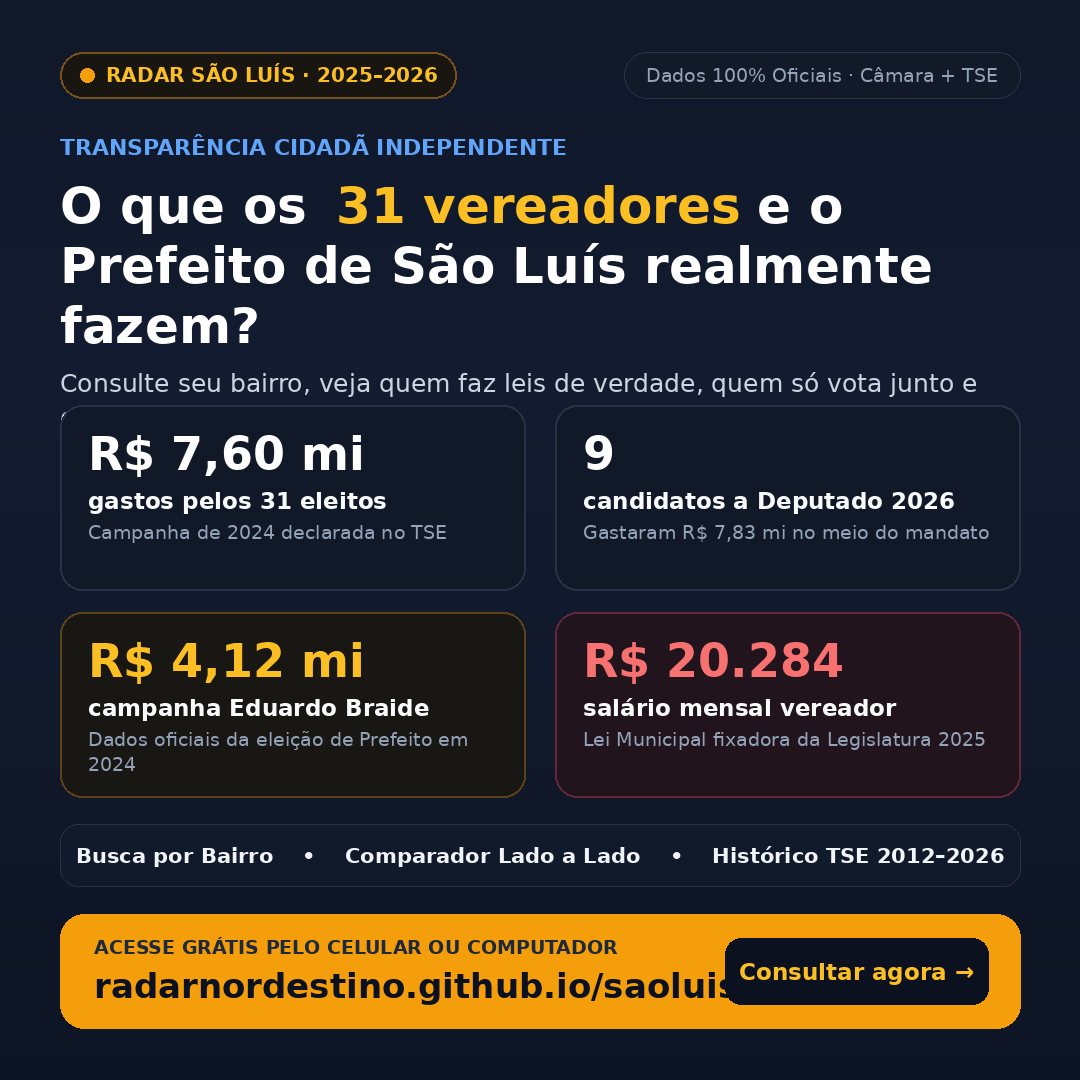 RADAR SÃO LUÍS · 2025–2026
Dados 100% Oficiais · Câmara + TSE
TRANSPARÊNCIA CIDADÃ INDEPENDENTE
O que os 31 vereadores e o
Prefeito de São Luís realmente
fazem?
Consulte seu bairro, veja quem faz leis de verdade, quem só vota junto e
R$ 7,60 mi
gastos pelos 31 eleitos
Campanha de 2024 declarada no TSE
9
candidatos a Deputado 2026
Gastaram R$ 7,83 mi no meio do mandato
R$ 4,12 mi
campanha Eduardo Braide
Dados oficiais da eleição de Prefeito em
2024
R$ 20.284
salário mensal vereador
Lei Municipal fixadora da Legislatura 2025
Busca por Bairro • Comparador Lado a Lado • Histórico TSE 2012–2026
ACESSE GRÁTIS PELO CELULAR OU COMPUTADOR
radarnordestino.github.io/saoluis
Consultar agora →